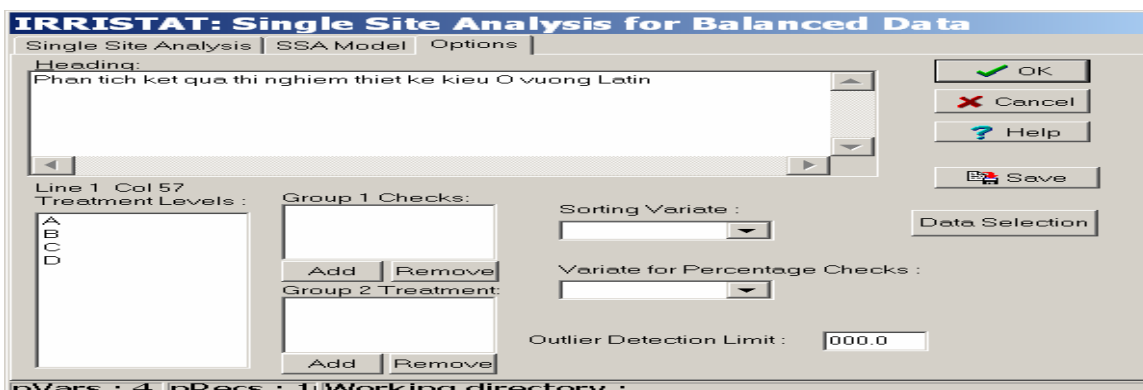 IRRISTAT: Single Site Analysis for Balanced Data
Single Site Analysis SSA Model Options
Heading:
Phan tich ket qua thi nghiem thiet ke kieu O vuong Latin
OK
Cancel
? Help
Save
Data Selection
Line 1 Col 57
Treatment Levels :
A
B
C
D
Group 1 Checks:
Add Remove
Group 2 Treatment:
Add Remove
Sorting Variate :
Variate for Percentage Checks :
Outlier Detection Limit : 000.0
nVars : 4 nRecs : 1 Working directory :